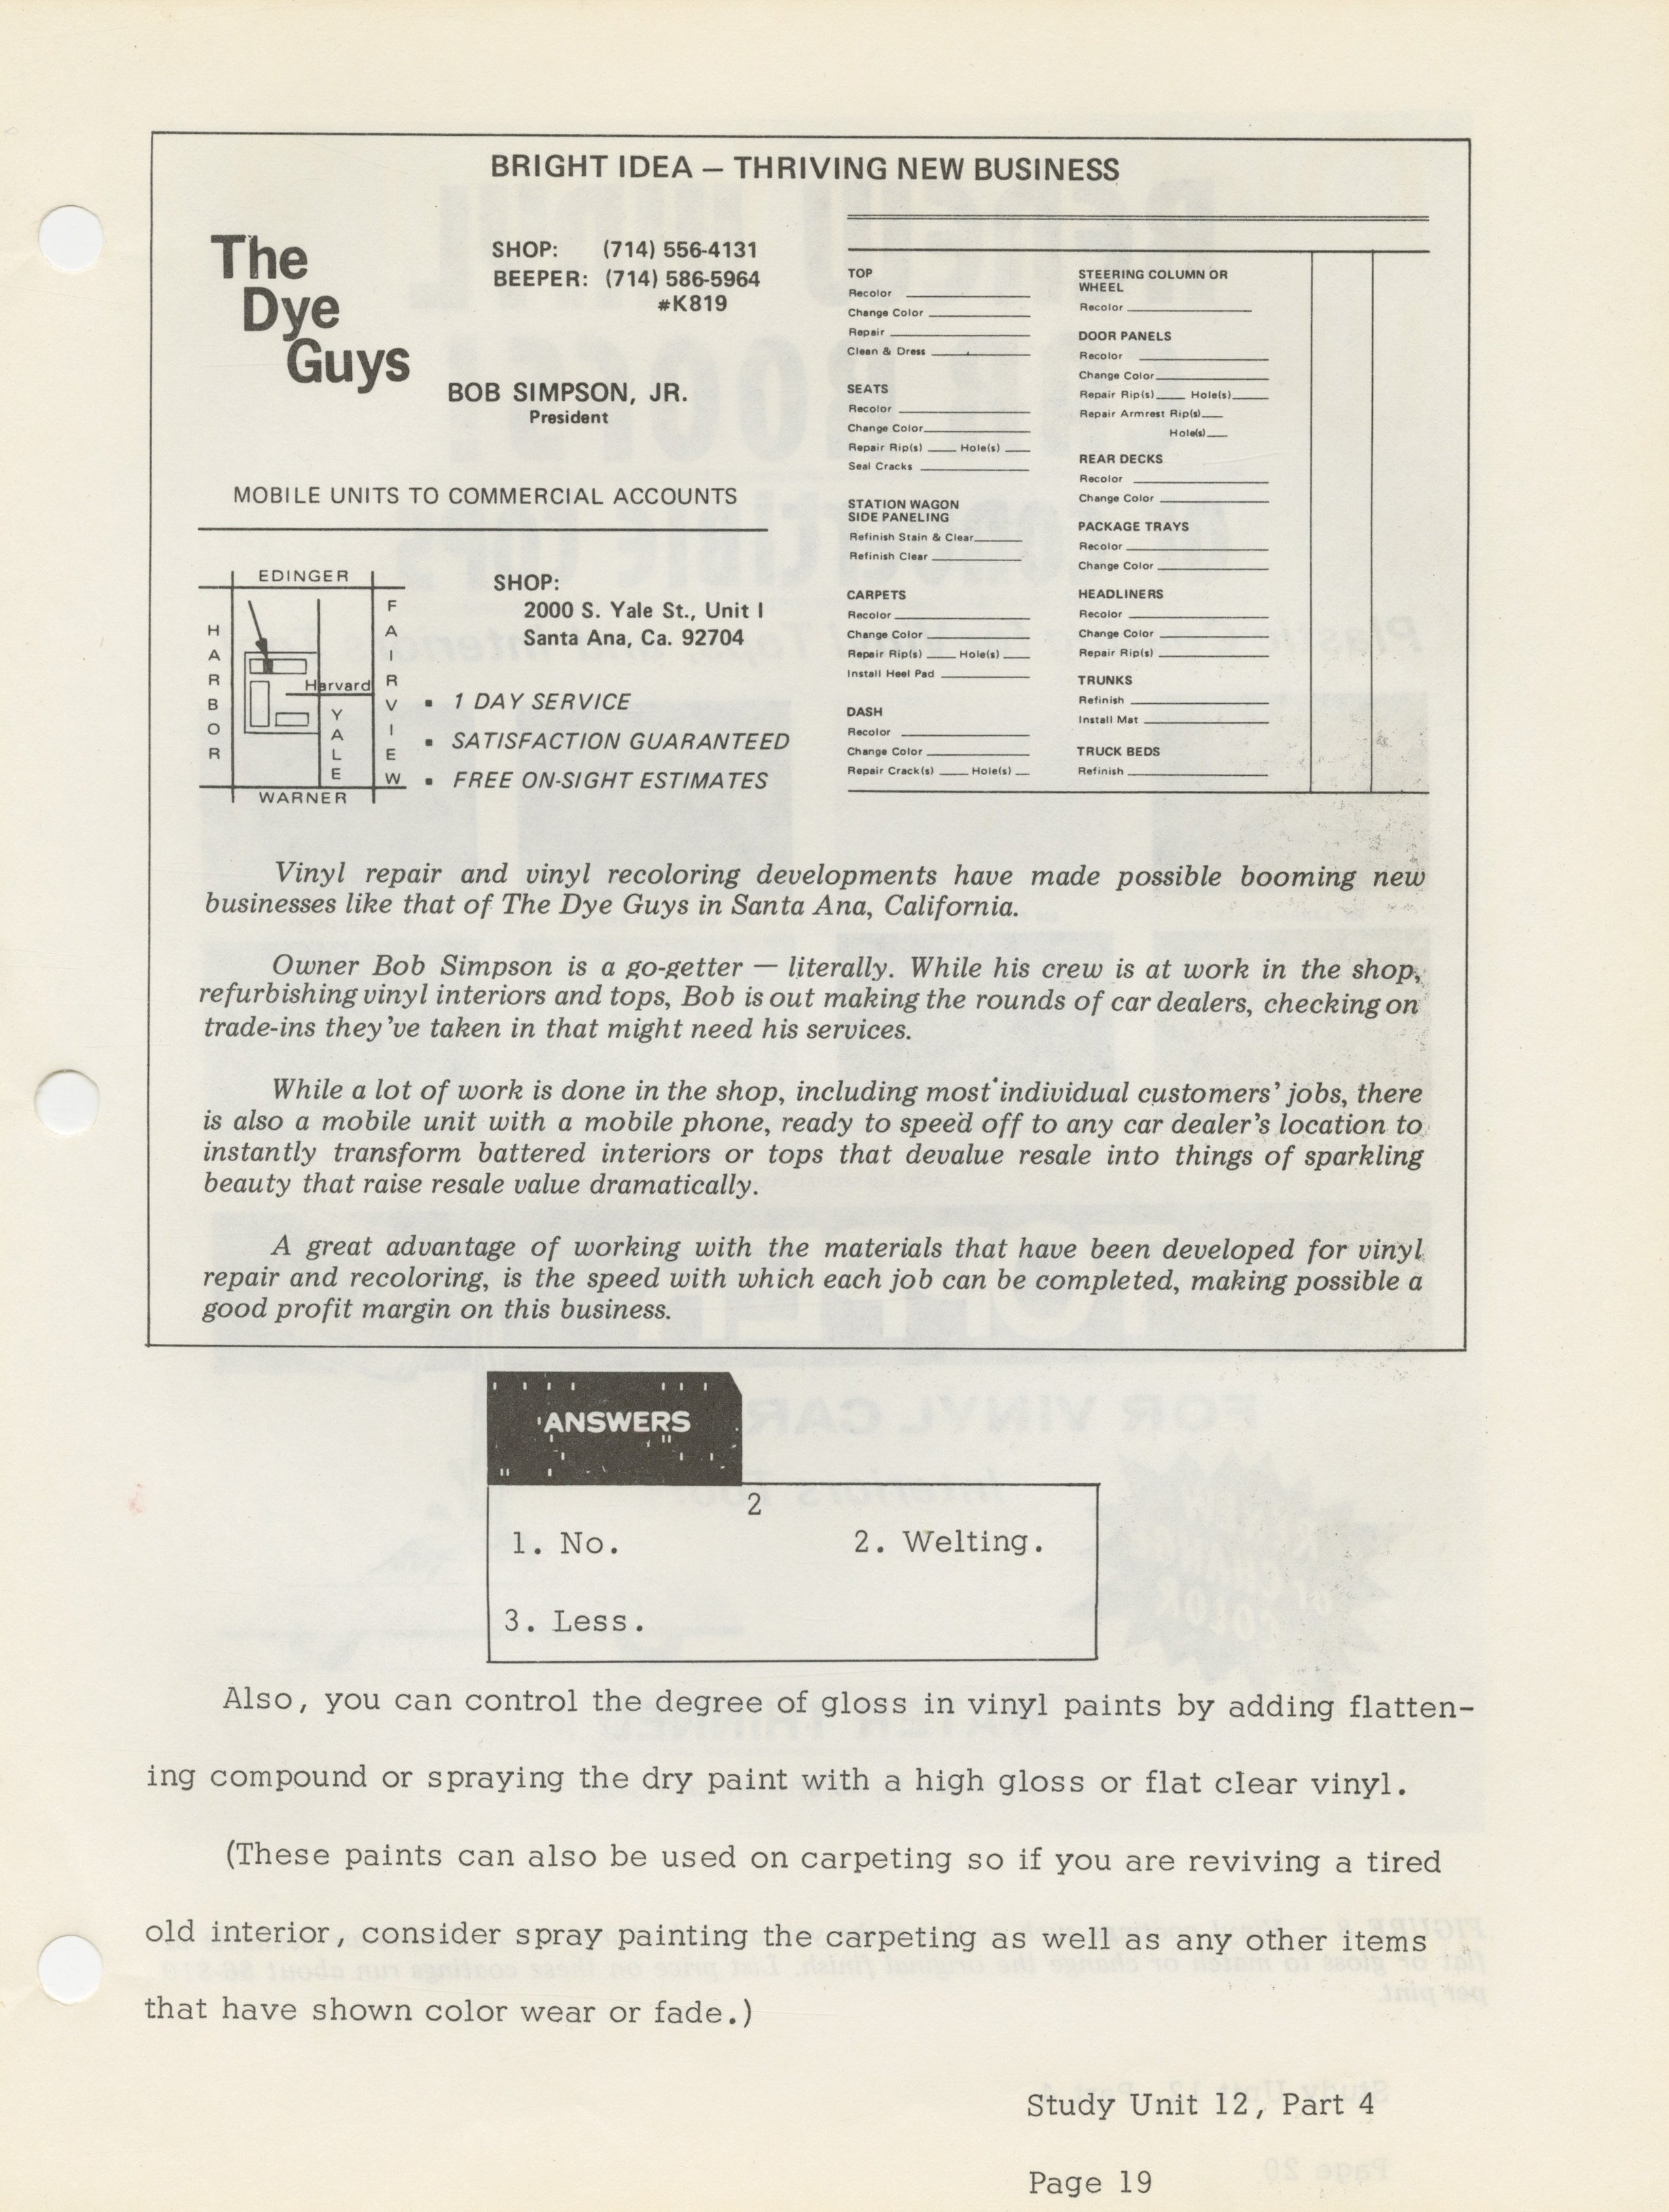 BRIGHT IDEA — THRIVING NEW BUSINESS
The
Dye
Guys
SHOP: (714) 556-4131
BEEPER: (714) 586-5964
#K819
BOB SIMPSON, JR.
President
MOBILE UNITS TO COMMERCIAL ACCOUNTS
EDINGER
HARBOR
FAIRVIEW
Harvard
YALE
WARNER
SHOP:
2000 S. Yale St., Unit I
Santa Ana, Ca. 92704
▪ 1 DAY SERVICE
▪ SATISFACTION GUARANTEED
▪ FREE ON-SIGHT ESTIMATES
TOP
Recolor
Change Color
Repair
Clean & Dress
SEATS
Recolor
Change Color
Repair Rip(s) Hole(s)
Seal Cracks
STATION WAGON
SIDE PANELING
Refinish Stain & Clear
Refinish Clear
CARPETS
Recolor
Change Color
Repair Rip(s) Hole(s)
Install Heel Pad
DASH
Recolor
Change Color
Repair Crack(s) Hole(s)
STEERING COLUMN OR
WHEEL
Recolor
DOOR PANELS
Recolor
Change Color
Repair Rip(s) Hole(s)
Repair Armrest Rip(s)
Hole(s)
REAR DECKS
Recolor
Change Color
PACKAGE TRAYS
Recolor
Change Color
HEADLINERS
Recolor
Change Color
Repair Rip(s)
TRUNKS
Refinish
Install Mat
TRUCK BEDS
Refinish
Vinyl repair and vinyl recoloring developments have made possible booming new
businesses like that of The Dye Guys in Santa Ana, California.
Owner Bob Simpson is a go-getter — literally. While his crew is at work in the shop,
refurbishing vinyl interiors and tops, Bob is out making the rounds of car dealers, checking on
trade-ins they've taken in that might need his services.
While a lot of work is done in the shop, including most individual customers' jobs, there
is also a mobile unit with a mobile phone, ready to speed off to any car dealer's location to
instantly transform battered interiors or tops that devalue resale into things of sparkling
beauty that raise resale value dramatically.
A great advantage of working with the materials that have been developed for vinyl
repair and recoloring, is the speed with which each job can be completed, making possible a
good profit margin on this business.
ANSWERS
2
1. No. 2. Welting.
3. Less.
Also, you can control the degree of gloss in vinyl paints by adding flatten-
ing compound or spraying the dry paint with a high gloss or flat clear vinyl.
(These paints can also be used on carpeting so if you are reviving a tired
old interior, consider spray painting the carpeting as well as any other items
that have shown color wear or fade.)
Study Unit 12, Part 4
Page 19